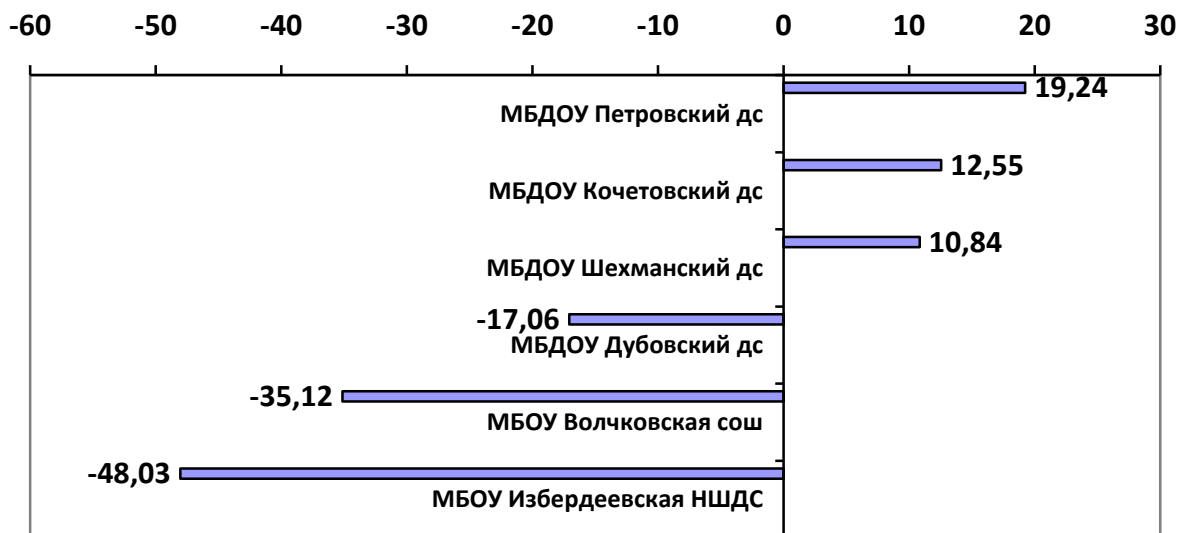 -60 -50 -40 -30 -20 -10 0 10 20 30
19,24
МБДОУ Петровский дс
12,55
МБДОУ Кочетовский дс
10,84
МБДОУ Шехманский дс
-17,06
МБДОУ Дубовский дс
-35,12
МБОУ Волчковская сош
-48,03
МБОУ Избердеевская НШДС